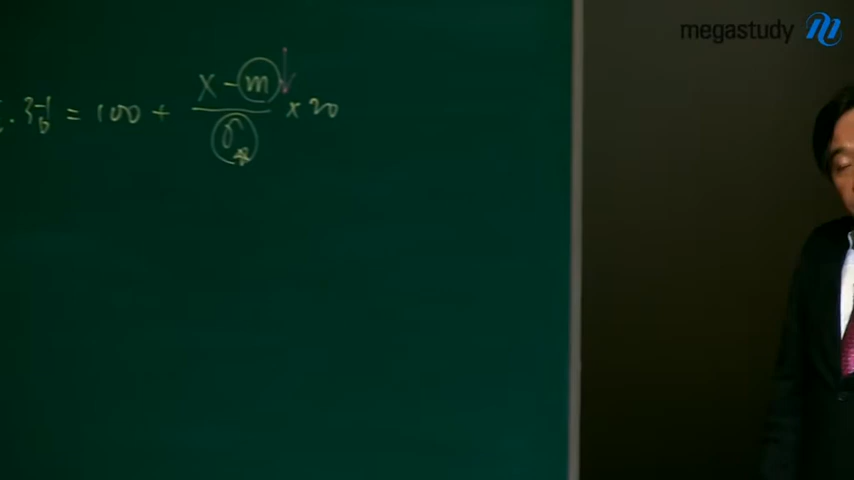 megastudy
= 100 + (x - m) / σ × 20